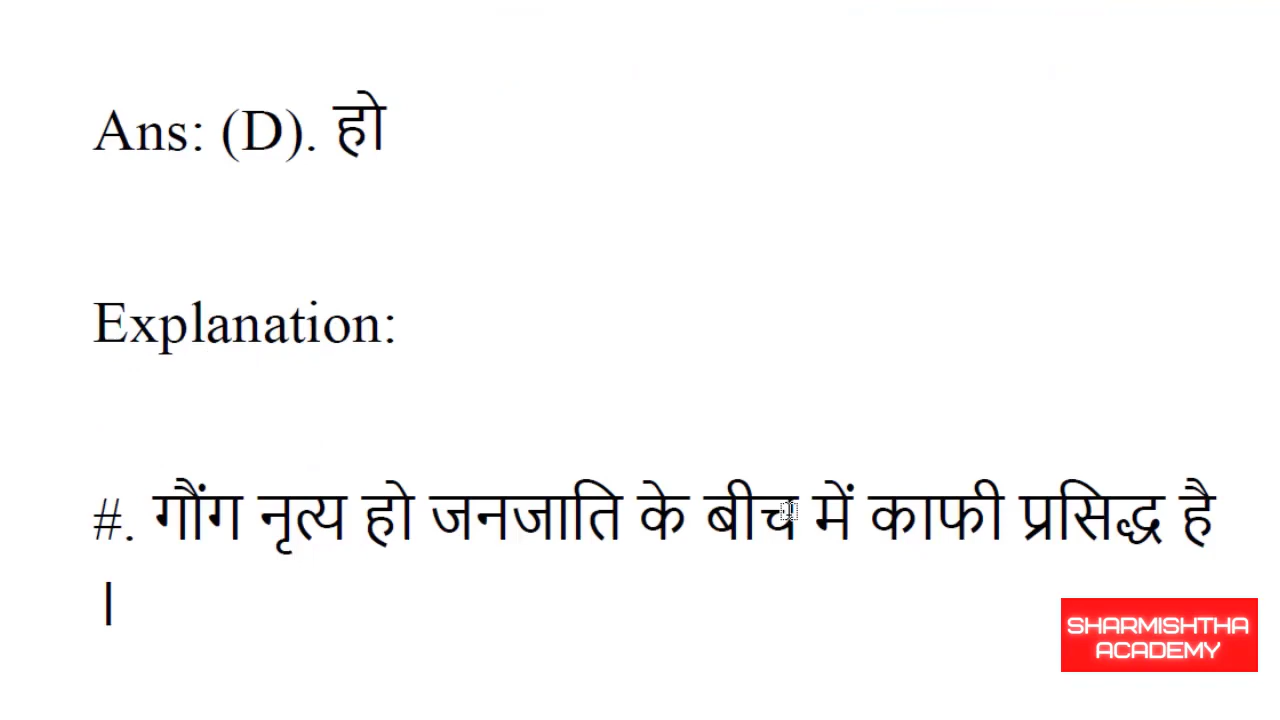 Ans: (D). हो
Explanation:
#. गौंग नृत्य हो जनजाति के बीच में काफी प्रसिद्ध है
|
SHARMISHTHA
ACADEMY